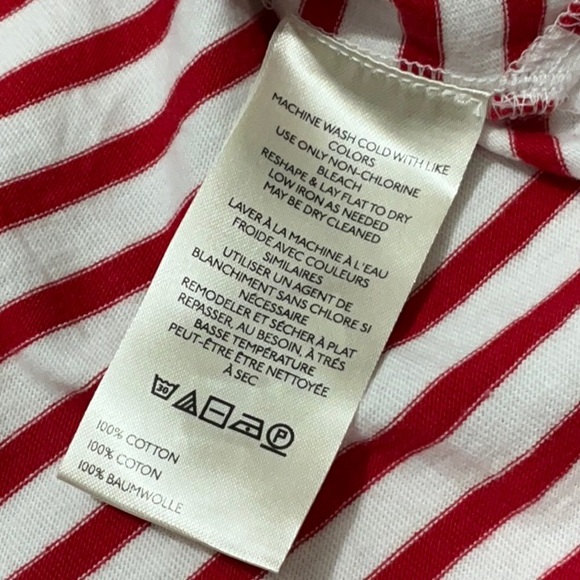 MACHINE WASH COLD WITH LIKE
COLORS
USE ONLY NON-CHLORINE
BLEACH
RESHAPE & LAY FLAT TO DRY
LOW IRON AS NEEDED
MAY BE DRY CLEANED
LAVER À LA MACHINE À L'EAU
FROIDE AVEC COULEURS
SIMILAIRES
UTILISER UN AGENT DE
BLANCHIMENT SANS CHLORE SI
NÉCESSAIRE
REMODELER ET SÉCHER À PLAT
REPASSER, AU BESOIN, À TRÉS
BASSE TEMPÉRATURE
PEUT-ÊTRE ÊTRE NETTOYÉE
À SEC
30 P
100% COTTON
100% COTON
100% BAUMWOLLE